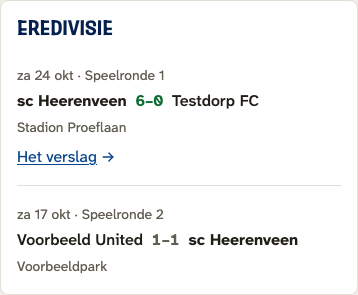 EREDIVISIE
za 24 okt · Speelronde 1
sc Heerenveen 6–0 Testdorp FC
Stadion Proeflaan
Het verslag →
za 17 okt · Speelronde 2
Voorbeeld United 1–1 sc Heerenveen
Voorbeeldpark